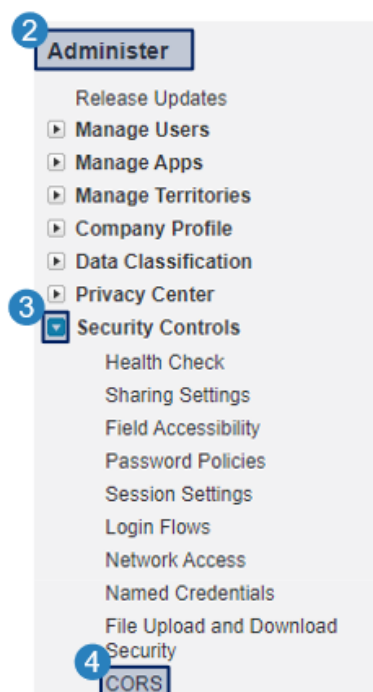 2
Administer
Release Updates
Manage Users
Manage Apps
Manage Territories
Company Profile
Data Classification
Privacy Center
3
Security Controls
Health Check
Sharing Settings
Field Accessibility
Password Policies
Session Settings
Login Flows
Network Access
Named Credentials
File Upload and Download
Security
4
CORS